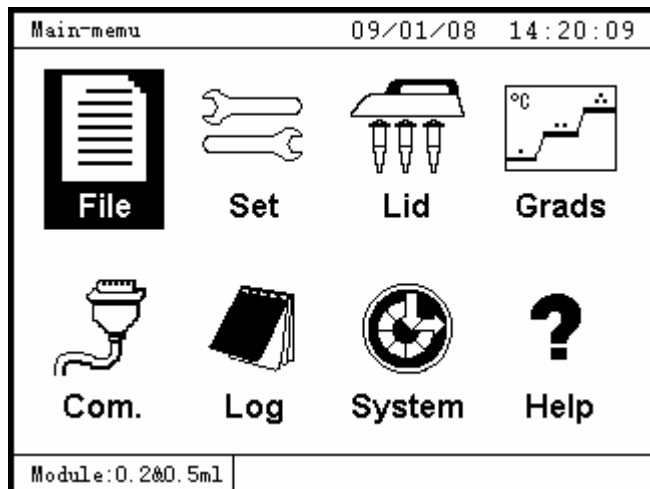 Main-memu 09/01/08 14:20:09
°C
File Set Lid Grads
?
Com. Log System Help
Module:0.2&0.5ml